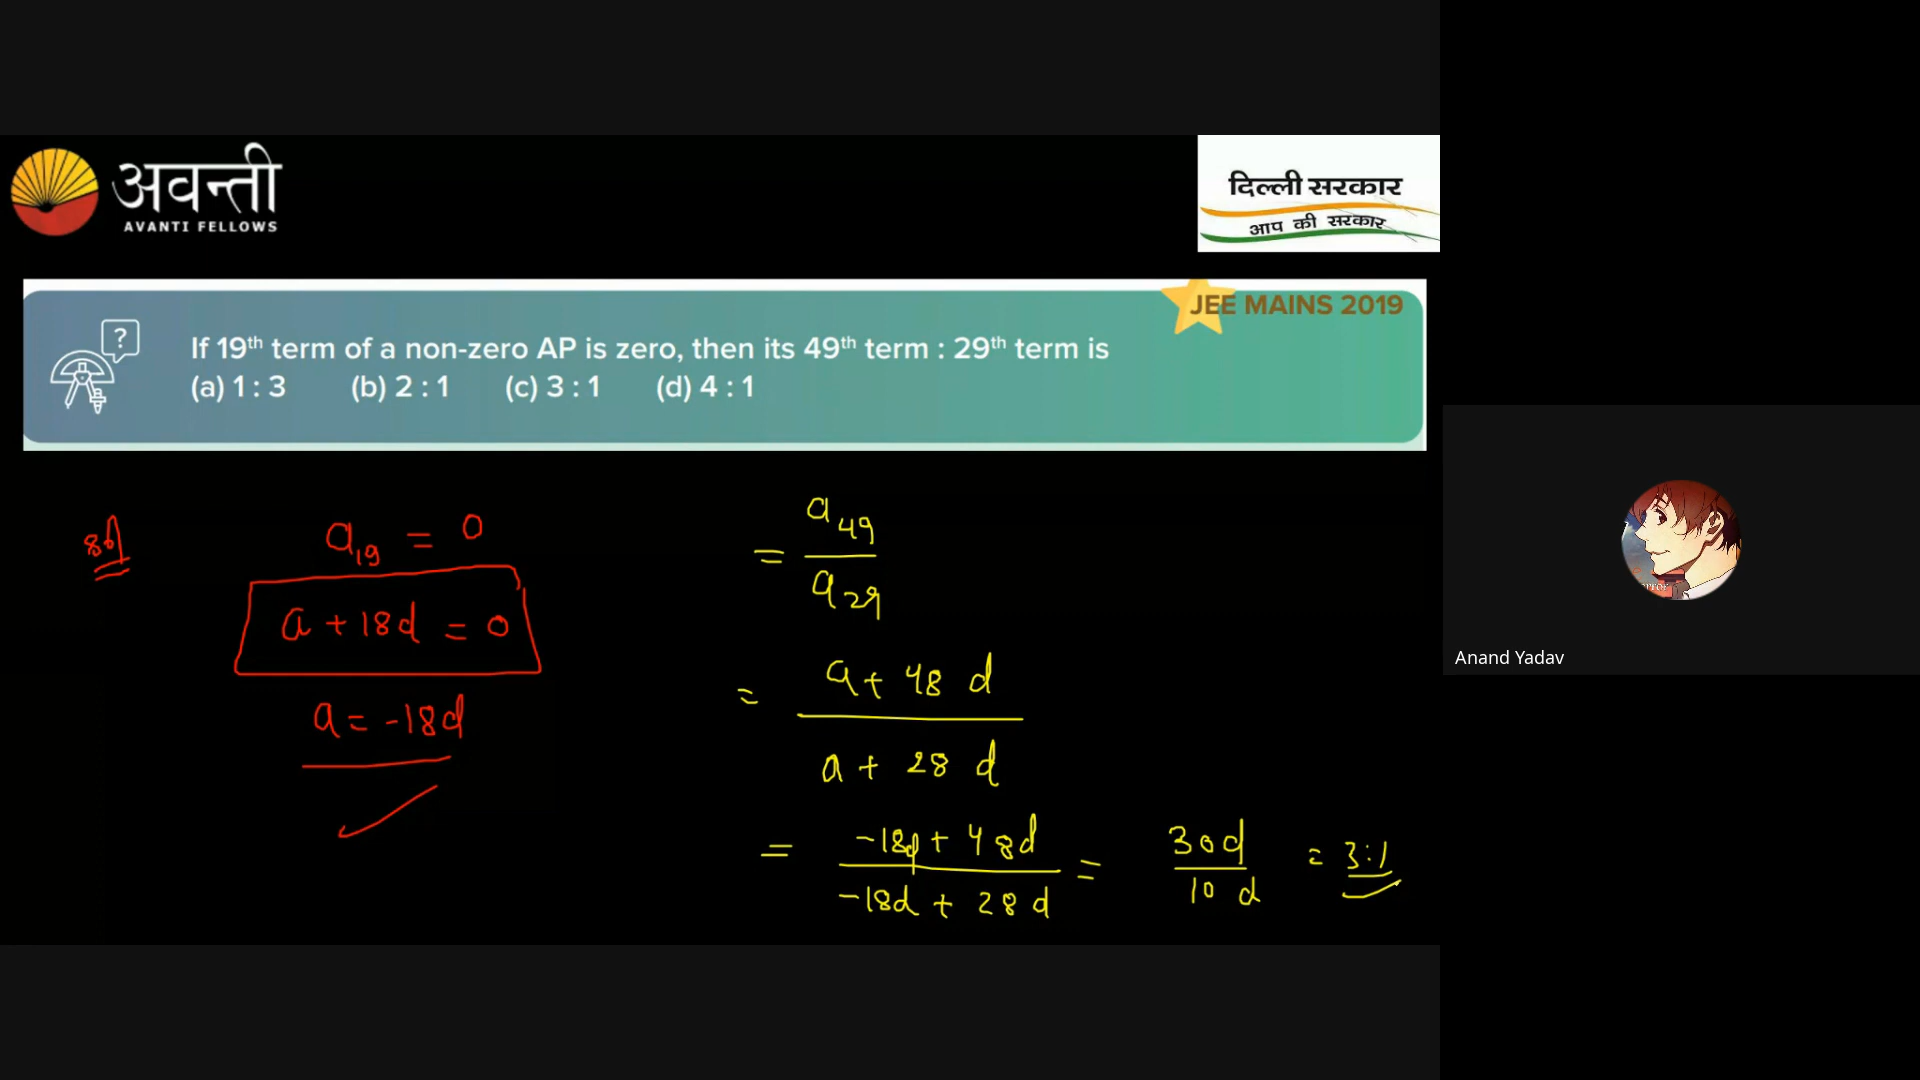 अवन्ती
AVANTI FELLOWS
दिल्ली सरकार
आप की सरकार
JEE MAINS 2019
?
If 19th term of a non-zero AP is zero, then its 49th term : 29th term is
(a) 1 : 3 (b) 2 : 1 (c) 3 : 1 (d) 4 : 1
sol
a19 = 0
a + 18d = 0
a = -18d
= a49 / a29
= a + 48 d / a + 28 d
= -18d + 48d / -18d + 28d = 30d / 10d = 3:1
Anand Yadav